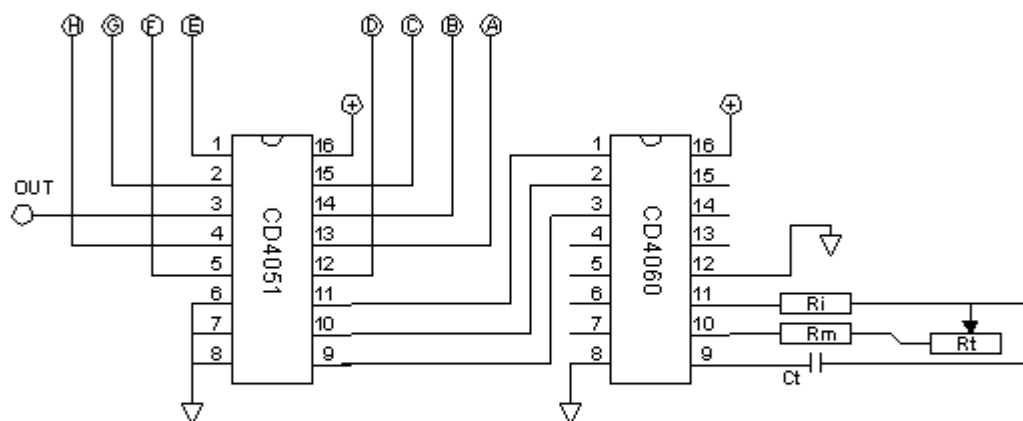 H G F E D C B A
+ +
1 16 1 16
2 15 2 15
OUT
3 14 3 14
4 13 4 13
5 12 5 12
6 11 6 11
7 10 7 10
8 9 8 9
CD4051
CD4060
Ri
Rm
Rt
Ct